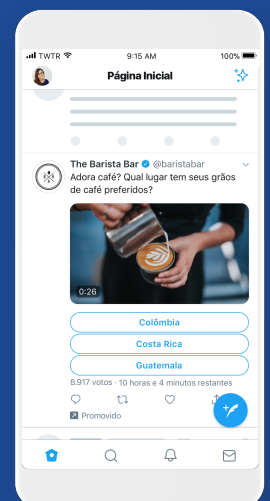 TWTR 9:15 AM 100%
Página Inicial
The Barista Bar @baristabar
Adora café? Qual lugar tem seus grãos
de café preferidos?
0:26
Colômbia
Costa Rica
Guatemala
8.917 votos · 10 horas e 4 minutos restantes
Promovido